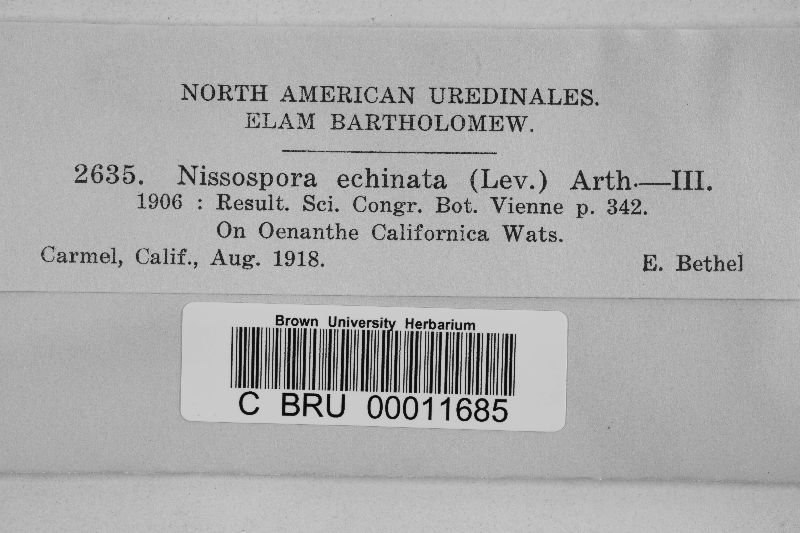 NORTH AMERICAN UREDINALES.
ELAM BARTHOLOMEW.
2635. Nissospora echinata (Lev.) Arth.—III.
1906 : Result. Sci. Congr. Bot. Vienne p. 342.
On Oenanthe Californica Wats.
Carmel, Calif., Aug. 1918. E. Bethel
Brown University Herbarium
C BRU 00011685